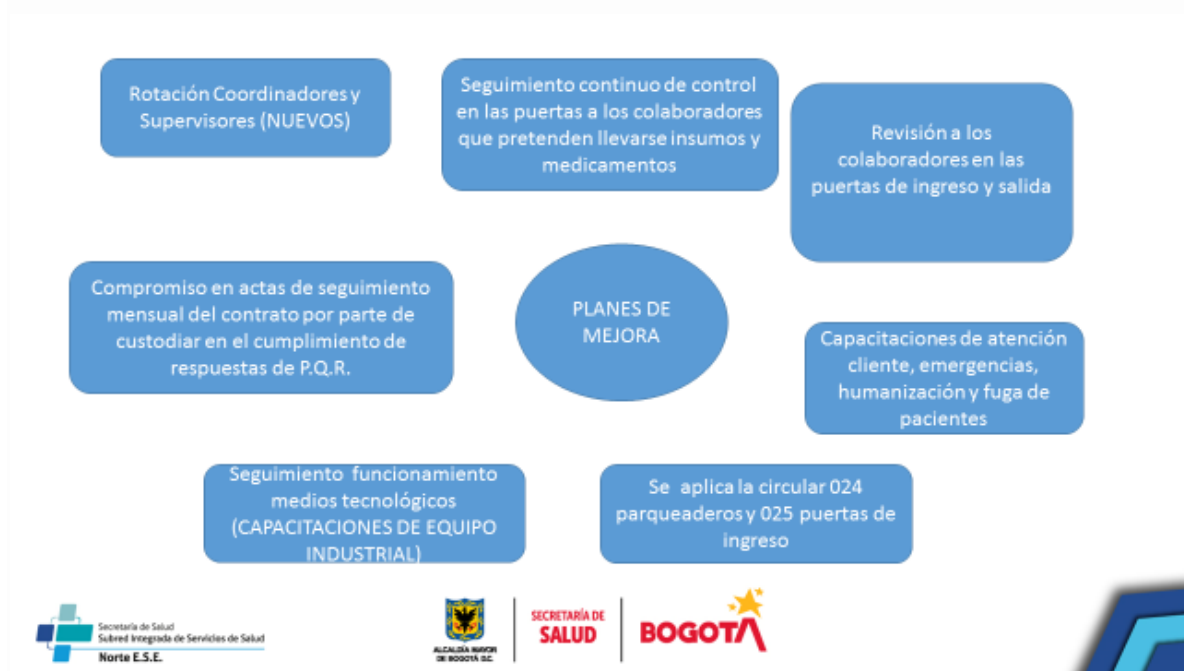 Rotación Coordinadores y
Supervisores (NUEVOS)
Seguimiento continuo de control
en las puertas a los colaboradores
que pretenden llevarse insumos y
medicamentos
Revisión a los
colaboradores en las
puertas de ingreso y salida
Compromiso en actas de seguimiento
mensual del contrato por parte de
custodiar en el cumplimiento de
respuestas de P.Q.R.
PLANES DE
MEJORA
Capacitaciones de atención
cliente, emergencias,
humanización y fuga de
pacientes
Seguimiento funcionamiento
medios tecnológicos
(CAPACITACIONES DE EQUIPO
INDUSTRIAL)
Se aplica la circular 024
parqueaderos y 025 puertas de
ingreso
Secretaría de Salud
Subred Integrada de Servicios de Salud
Norte E.S.E.
ALCALDÍA MAYOR
DE BOGOTÁ D.C.
SECRETARÍA DE
SALUD
BOGOTÁ